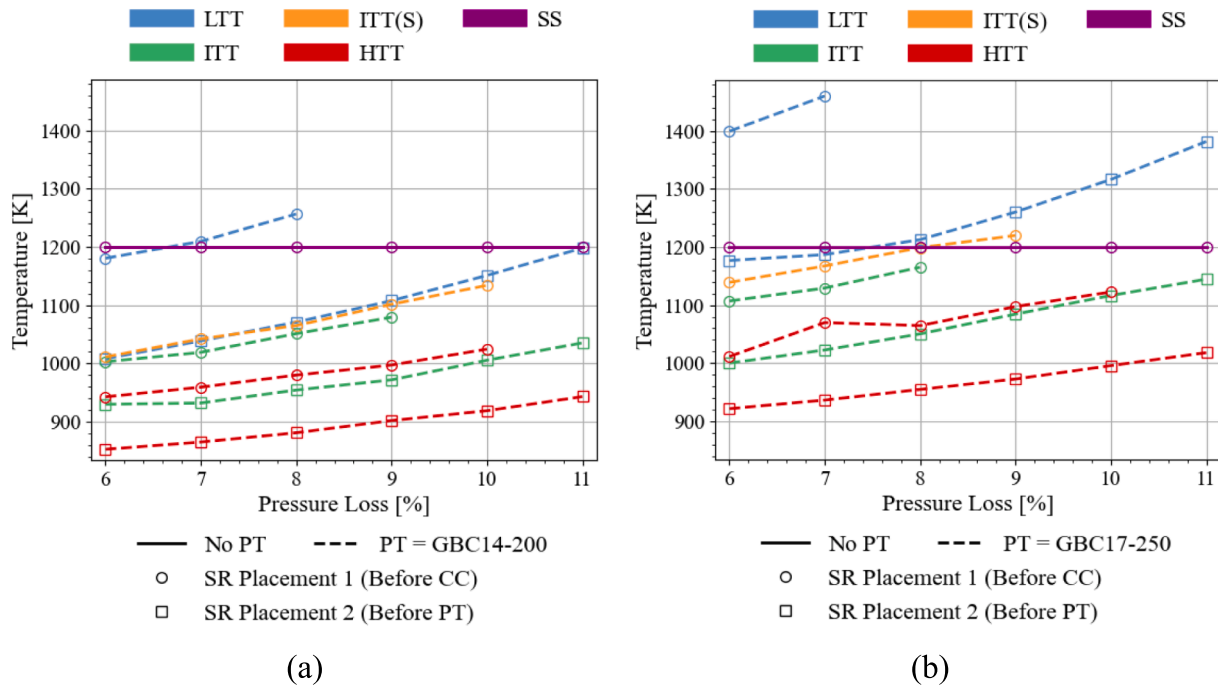 LTT ITT(S) SS
ITT HTT
Temperature [K]
1400
1300
1200
1100
1000
900
6 7 8 9 10 11
Pressure Loss [%]
No PT PT = GBC14-200
SR Placement 1 (Before CC)
SR Placement 2 (Before PT)
(a)
LTT ITT(S) SS
ITT HTT
Temperature [K]
1400
1300
1200
1100
1000
900
6 7 8 9 10 11
Pressure Loss [%]
No PT PT = GBC17-250
SR Placement 1 (Before CC)
SR Placement 2 (Before PT)
(b)